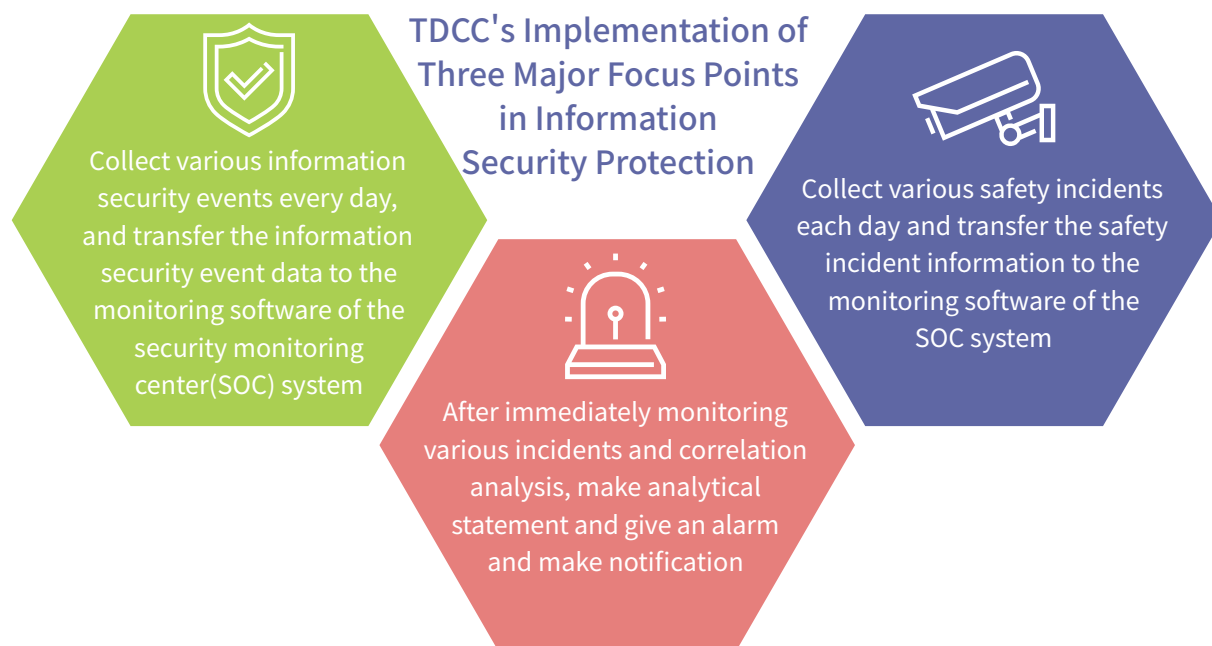 TDCC's Implementation of
Three Major Focus Points
in Information
Security Protection
Collect various information
security events every day,
and transfer the information
security event data to the
monitoring software of the
security monitoring
center(SOC) system
After immediately monitoring
various incidents and correlation
analysis, make analytical
statement and give an alarm
and make notification
Collect various safety incidents
each day and transfer the safety
incident information to the
monitoring software of the
SOC system